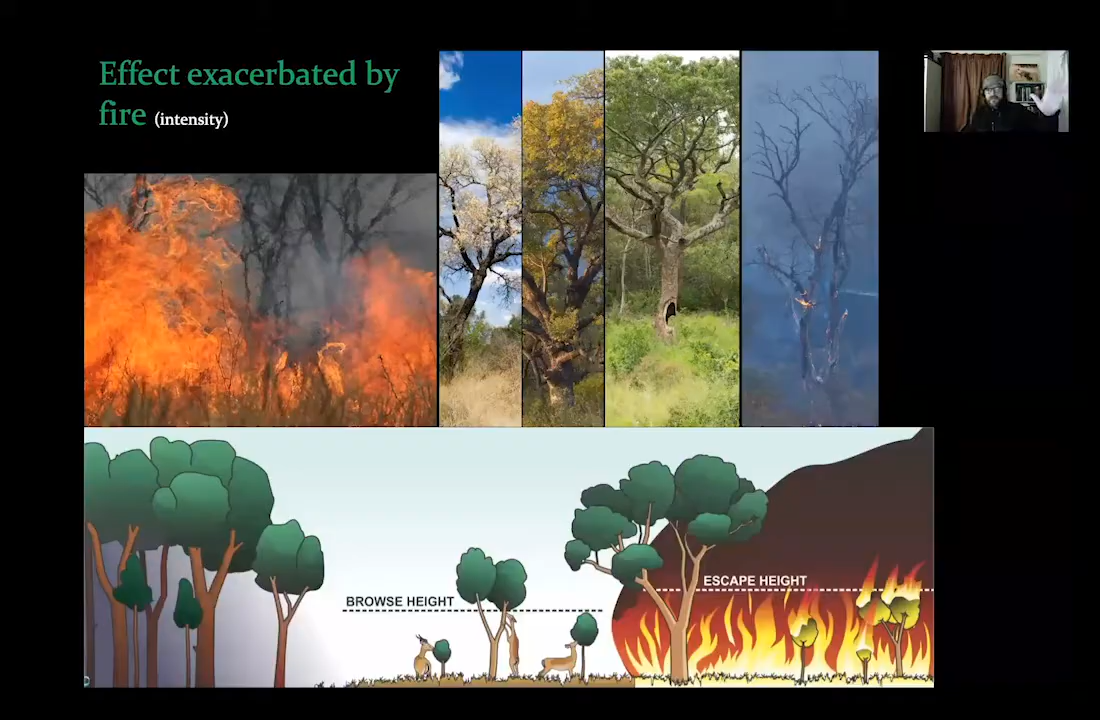 Effect exacerbated by
fire (intensity)
BROWSE HEIGHT
ESCAPE HEIGHT